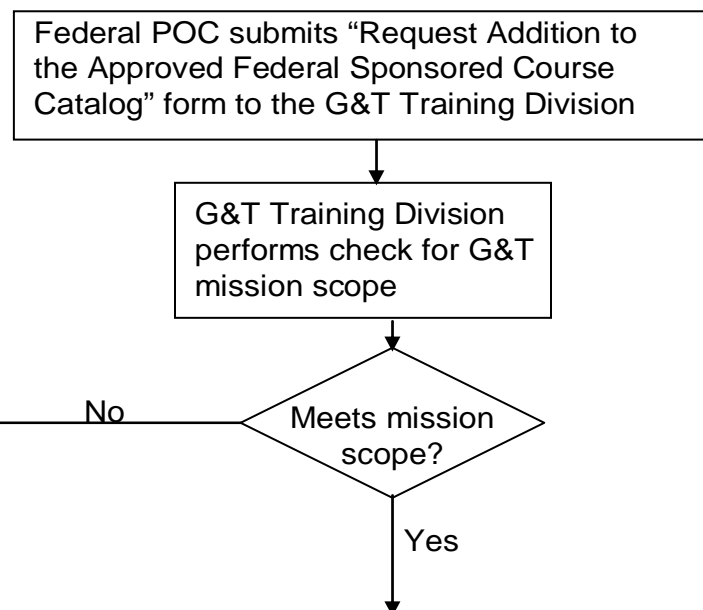 Federal POC submits “Request Addition to
the Approved Federal Sponsored Course
Catalog” form to the G&T Training Division
G&T Training Division
performs check for G&T
mission scope
No
Meets mission
scope?
Yes